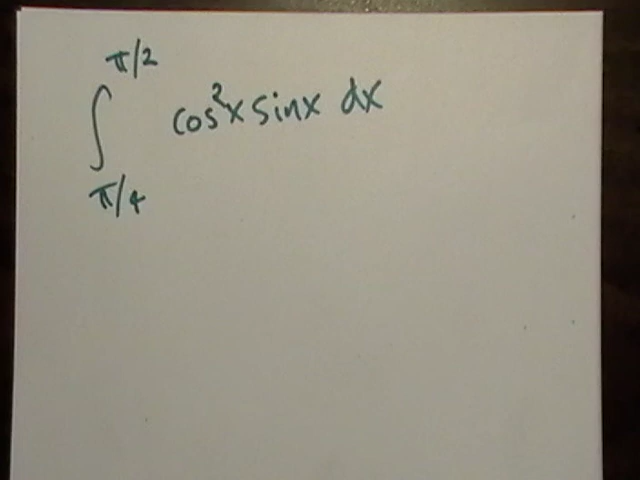 ∫_{π/4}^{π/2} cos²x sinx dx